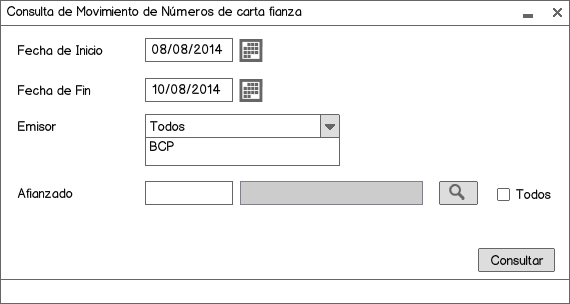 Consulta de Movimiento de Números de carta fianza
Fecha de Inicio 08/08/2014
Fecha de Fin 10/08/2014
Emisor Todos
BCP
Afianzado Todos
Consultar